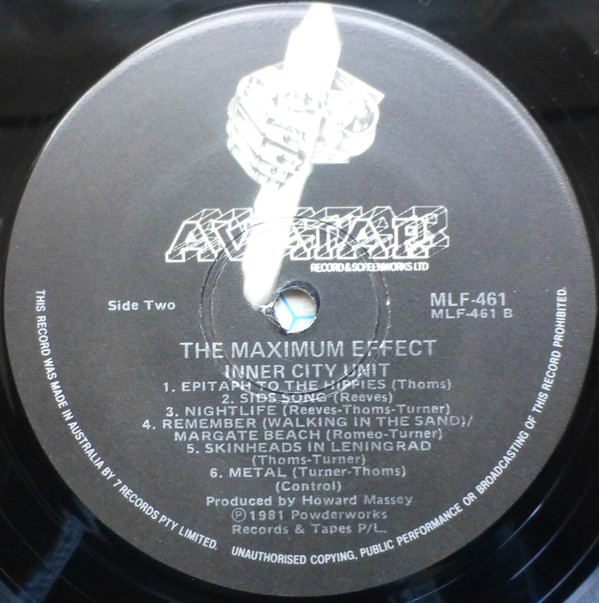 AVATAR
RECORD & SCREENWORKS LTD
Side Two
MLF-461
MLF-461 B
THE MAXIMUM EFFECT
INNER CITY UNIT
1. EPITAPH TO THE HIPPIES (Thoms)
2. SIDS SONG (Reeves)
3. NIGHTLIFE (Reeves-Thoms-Turner)
4. REMEMBER (WALKING IN THE SAND)/
MARGATE BEACH (Romeo-Turner)
5. SKINHEADS IN LENINGRAD
(Thoms-Turner)
6. METAL (Turner-Thoms)
(Control)
Produced by Howard Massey
Ⓟ 1981 Powderworks
Records & Tapes P/L.
THIS RECORD WAS MADE IN AUSTRALIA BY 7 RECORDS PTY LIMITED. UNAUTHORISED COPYING, PUBLIC PERFORMANCE OR BROADCASTING OF THIS RECORD PROHIBITED.